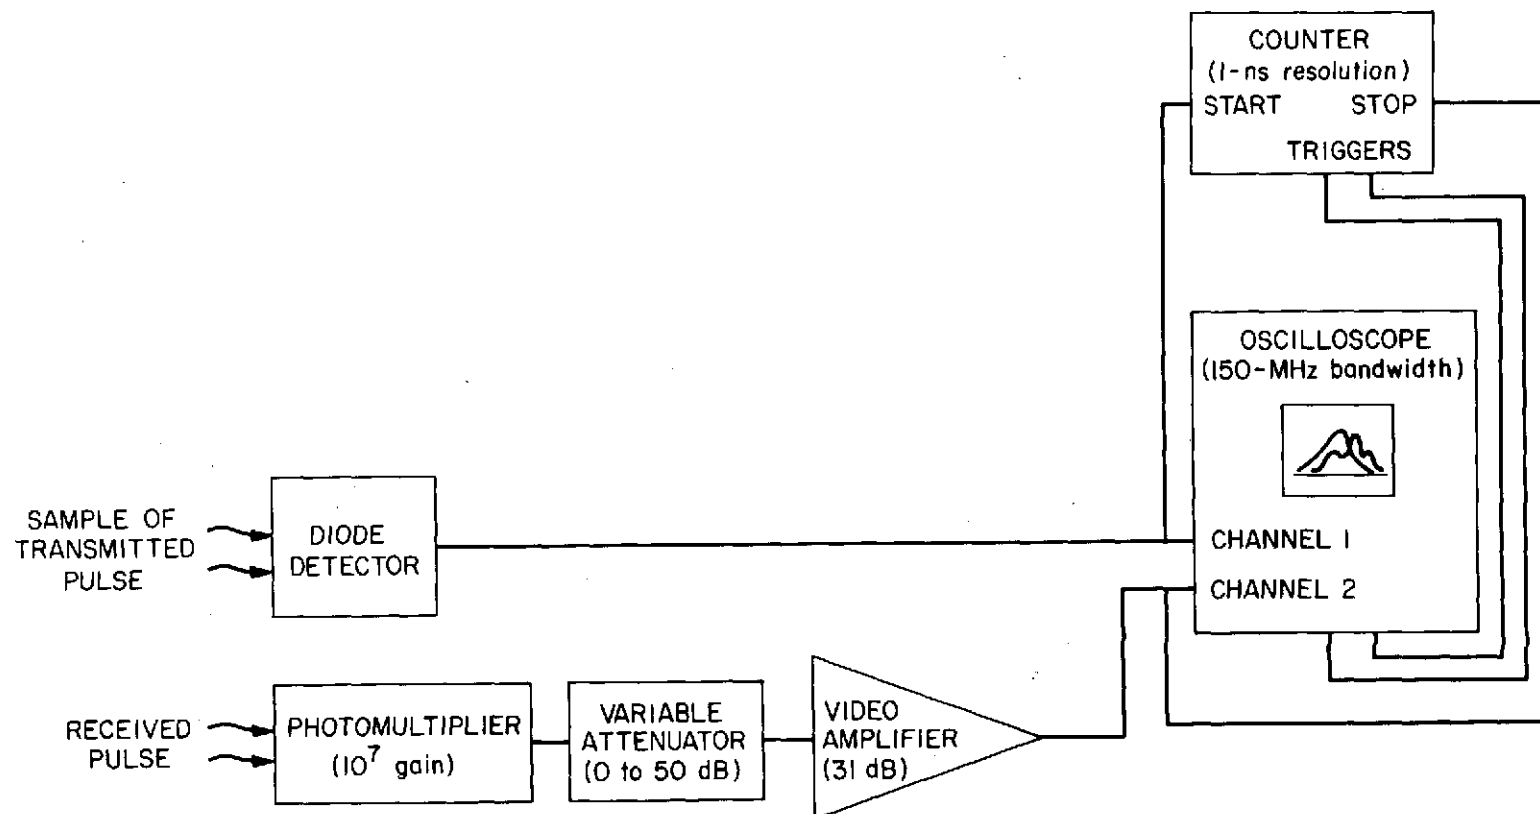 COUNTER
(1-ns resolution)
START STOP
TRIGGERS
OSCILLOSCOPE
(150-MHz bandwidth)
CHANNEL 1
CHANNEL 2
SAMPLE OF
TRANSMITTED
PULSE
DIODE
DETECTOR
RECEIVED
PULSE
PHOTOMULTIPLIER
(10⁷ gain)
VARIABLE
ATTENUATOR
(0 to 50 dB)
VIDEO
AMPLIFIER
(31 dB)